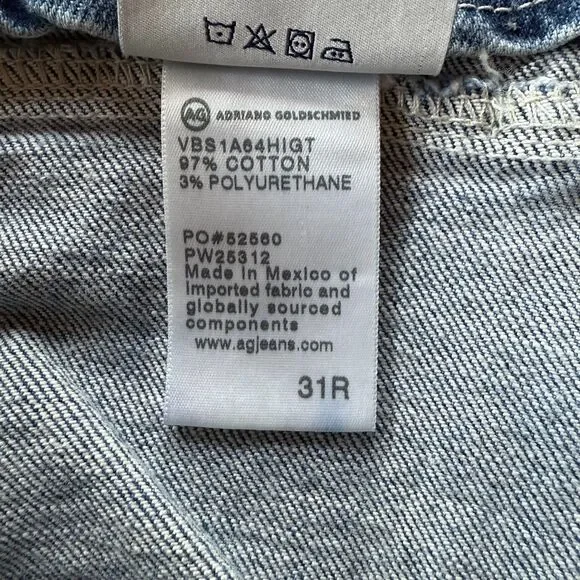 AG ADRIANO GOLDSCHMIED
VBS1A64HIGT
97% COTTON
3% POLYURETHANE
PO#52560
PW25312
Made in Mexico of
imported fabric and
globally sourced
components
www.agjeans.com
31R